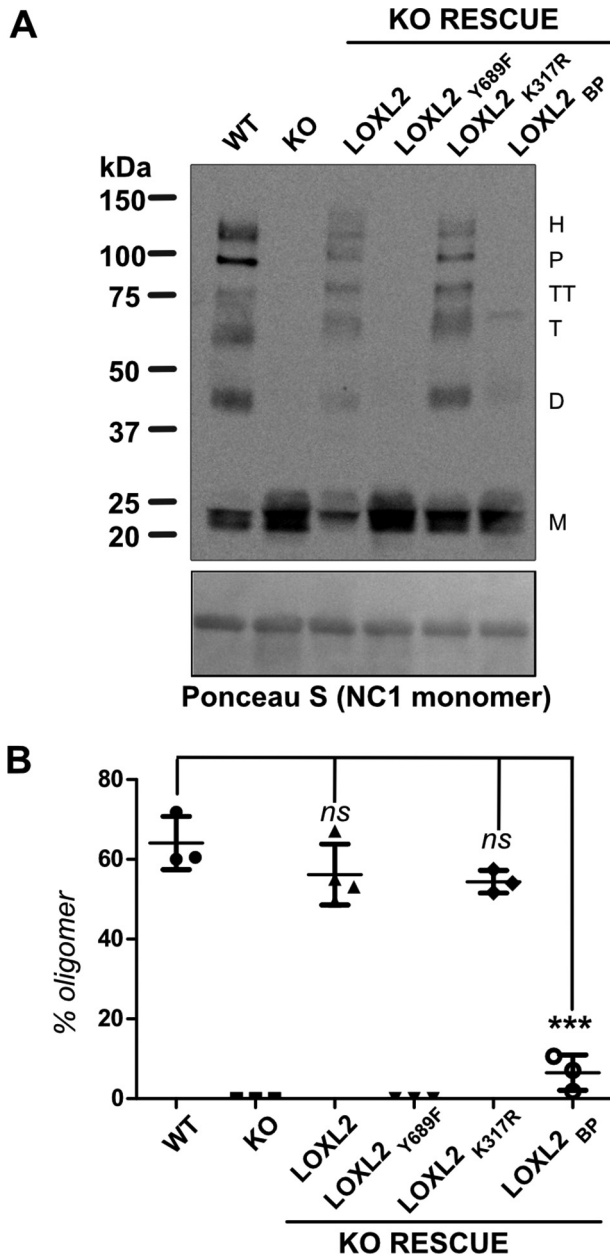 A
KO RESCUE
WT KO LOXL2 LOXL2 Y689F LOXL2 K317R LOXL2 BP
kDa
150
100
75
50
37
25
20
H
P
TT
T
D
M
Ponceau S (NC1 monomer)
B
80
60
40
20
0
% oligomer
ns
ns
***
WT KO LOXL2 LOXL2 Y689F LOXL2 K317R LOXL2 BP
KO RESCUE